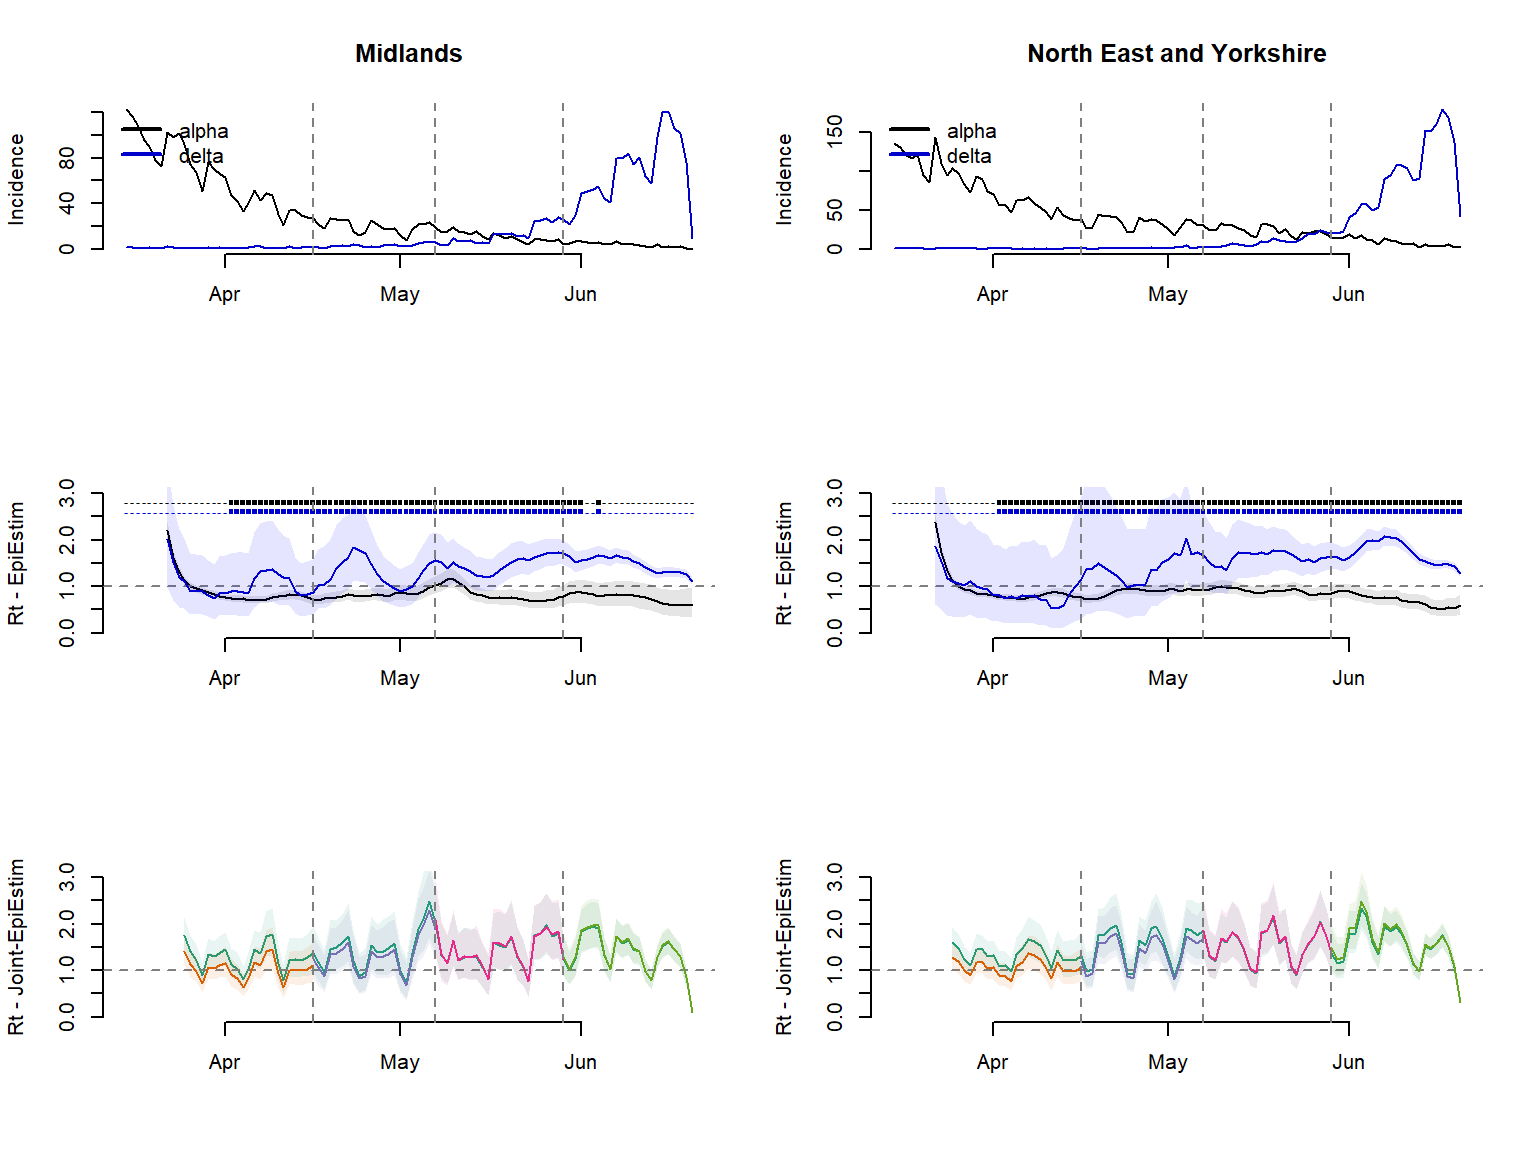 Midlands
North East and Yorkshire
Incidence
0 40 80
alpha
delta
Apr May Jun
Incidence
0 50 150
alpha
delta
Apr May Jun
Rt - EpiEstim
0.0 1.0 2.0 3.0
Apr May Jun
Rt - EpiEstim
0.0 1.0 2.0 3.0
Apr May Jun
Rt - Joint-EpiEstim
0.0 1.0 2.0 3.0
Apr May Jun
Rt - Joint-EpiEstim
0.0 1.0 2.0 3.0
Apr May Jun